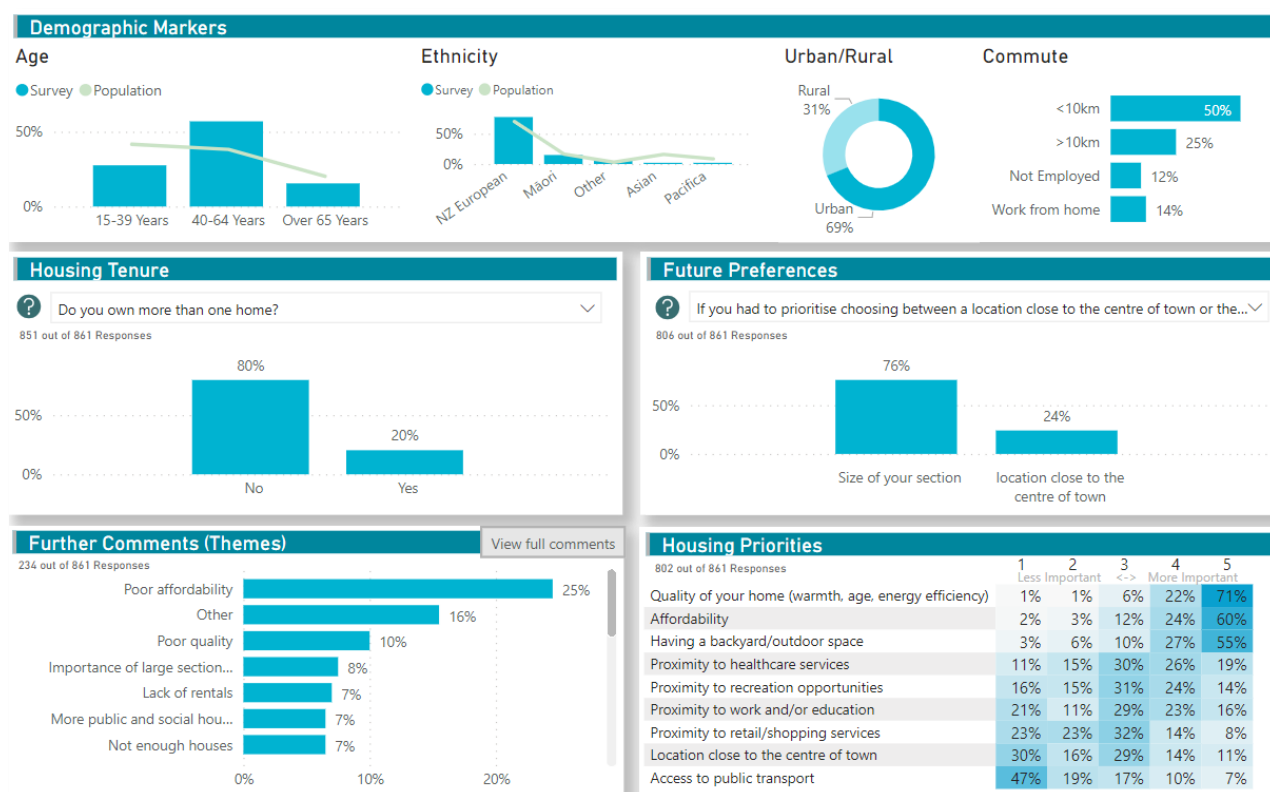 Demographic Markers
Age
Survey Population
50%
0%
15-39 Years 40-64 Years Over 65 Years
Ethnicity
Survey Population
50%
0%
NZ European Māori Other Asian Pacifica
Urban/Rural
Rural
31%
Urban
69%
Commute
<10km 50%
>10km 25%
Not Employed 12%
Work from home 14%
Housing Tenure
? Do you own more than one home?
851 out of 861 Responses
80%
50%
20%
0%
No Yes
Future Preferences
? If you had to prioritise choosing between a location close to the centre of town or the...
806 out of 861 Responses
76%
50%
24%
0%
Size of your section location close to the
centre of town
Further Comments (Themes)
View full comments
234 out of 861 Responses
Poor affordability 25%
Other 16%
Poor quality 10%
Importance of large section... 8%
Lack of rentals 7%
More public and social hou... 7%
Not enough houses 7%
0% 10% 20%
Housing Priorities
802 out of 861 Responses
1 2 3 4 5
Less Important <-> More Important
Quality of your home (warmth, age, energy efficiency) 1% 1% 6% 22% 71%
Affordability 2% 3% 12% 24% 60%
Having a backyard/outdoor space 3% 6% 10% 27% 55%
Proximity to healthcare services 11% 15% 30% 26% 19%
Proximity to recreation opportunities 16% 15% 31% 24% 14%
Proximity to work and/or education 21% 11% 29% 23% 16%
Proximity to retail/shopping services 23% 23% 32% 14% 8%
Location close to the centre of town 30% 16% 29% 14% 11%
Access to public transport 47% 19% 17% 10% 7%